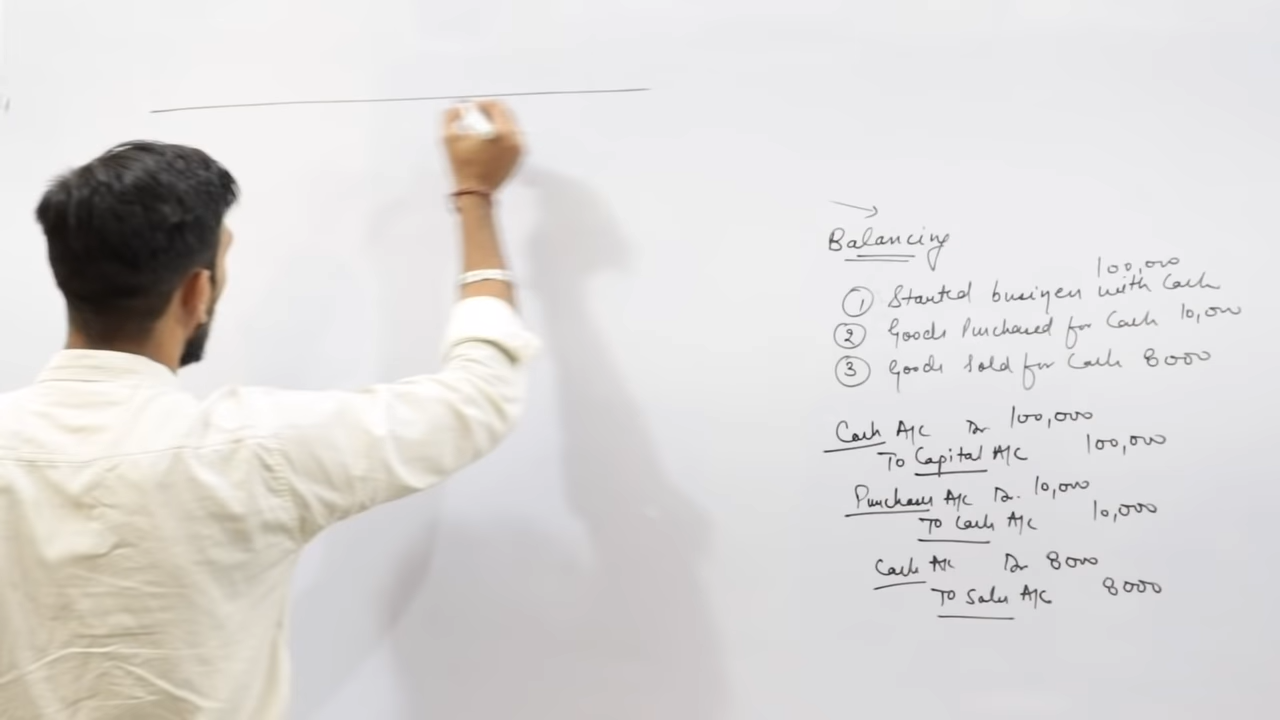 Balancing
100,000
① Started business with Cash
② Goods Purchased for Cash 10,000
③ Goods Sold for Cash 8000
Cash A/C Dr 100,000
To Capital A/C 100,000
Purchases A/C Dr. 10,000
To Cash A/C 10,000
Cash A/C Dr 8000
To Sales A/C 8000